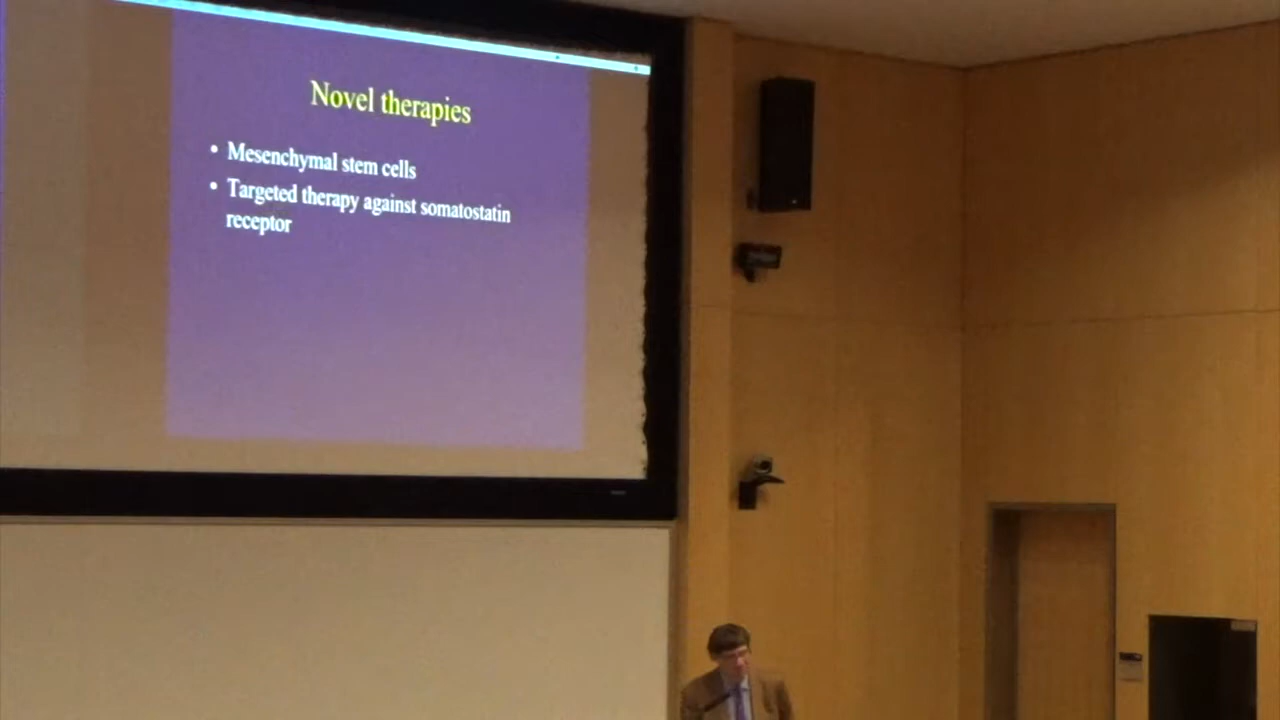 Novel therapies
• Mesenchymal stem cells
• Targeted therapy against somatostatin
receptor